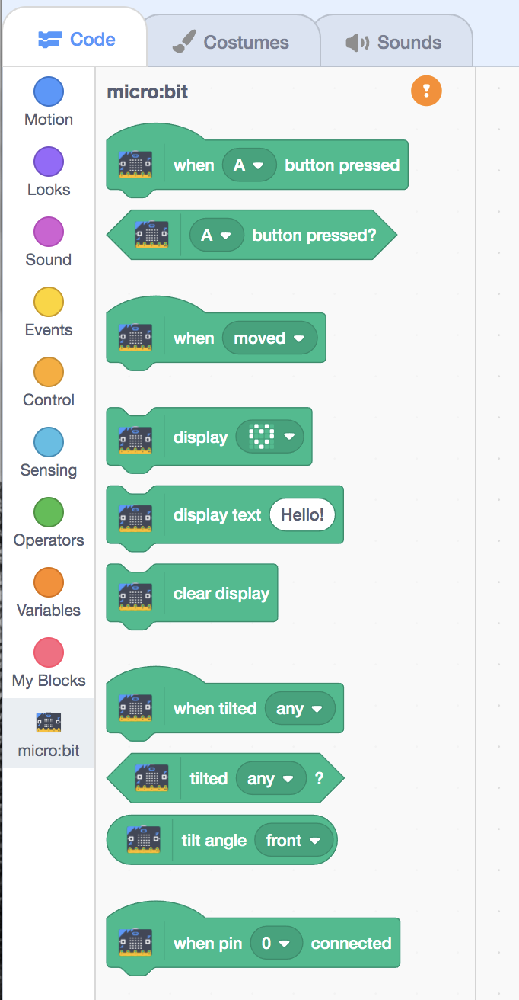 Code
Costumes
Sounds
Motion
Looks
Sound
Events
Control
Sensing
Operators
Variables
My Blocks
micro:bit
micro:bit
!
when A button pressed
A button pressed?
when moved
display
display text Hello!
clear display
when tilted any
tilted any ?
tilt angle front
when pin 0 connected